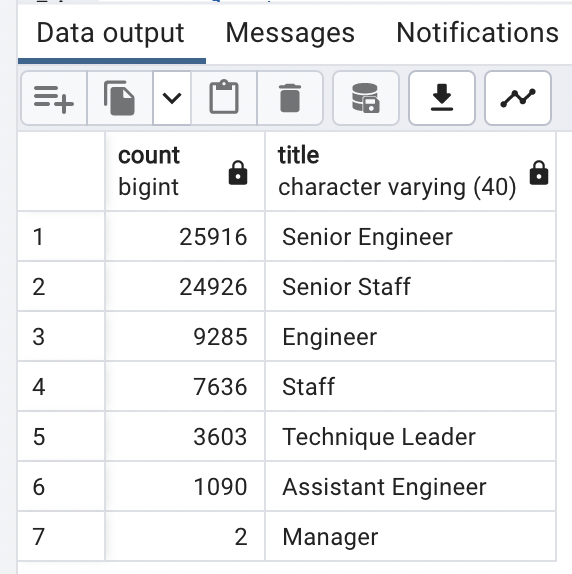 Data output Messages Notifications
count title
bigint character varying (40)
1 25916 Senior Engineer
2 24926 Senior Staff
3 9285 Engineer
4 7636 Staff
5 3603 Technique Leader
6 1090 Assistant Engineer
7 2 Manager